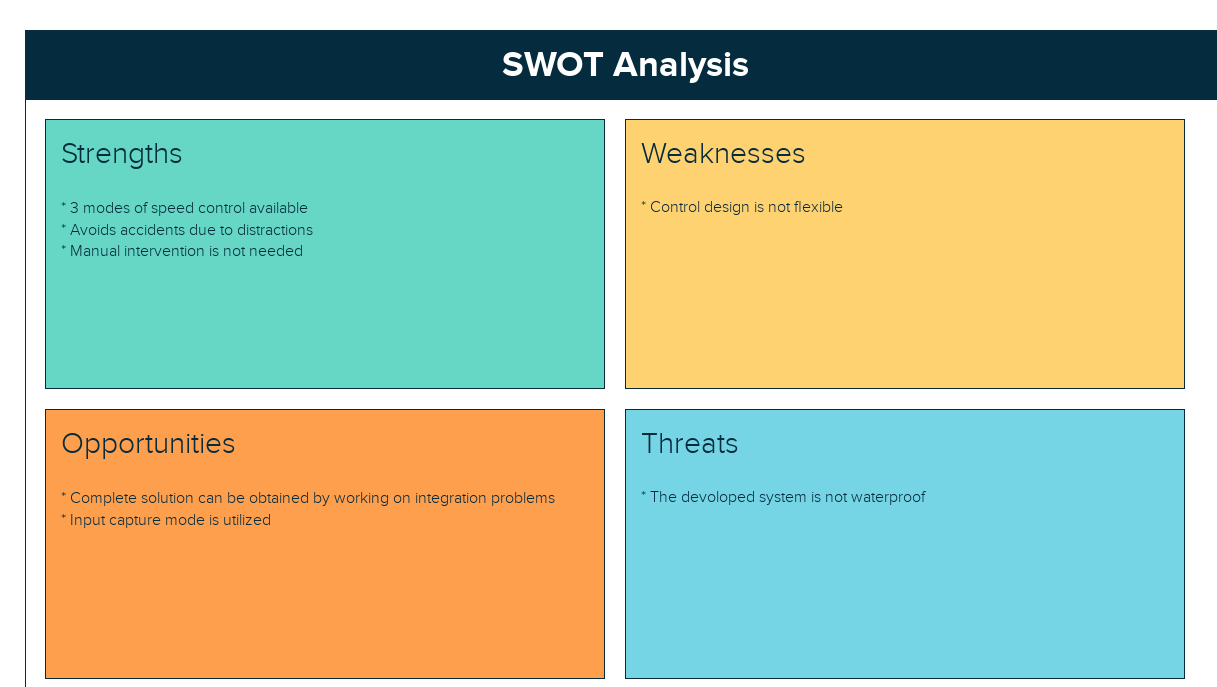 SWOT Analysis
Strengths
* 3 modes of speed control available
* Avoids accidents due to distractions
* Manual intervention is not needed
Weaknesses
* Control design is not flexible
Opportunities
* Complete solution can be obtained by working on integration problems
* Input capture mode is utilized
Threats
* The devoloped system is not waterproof